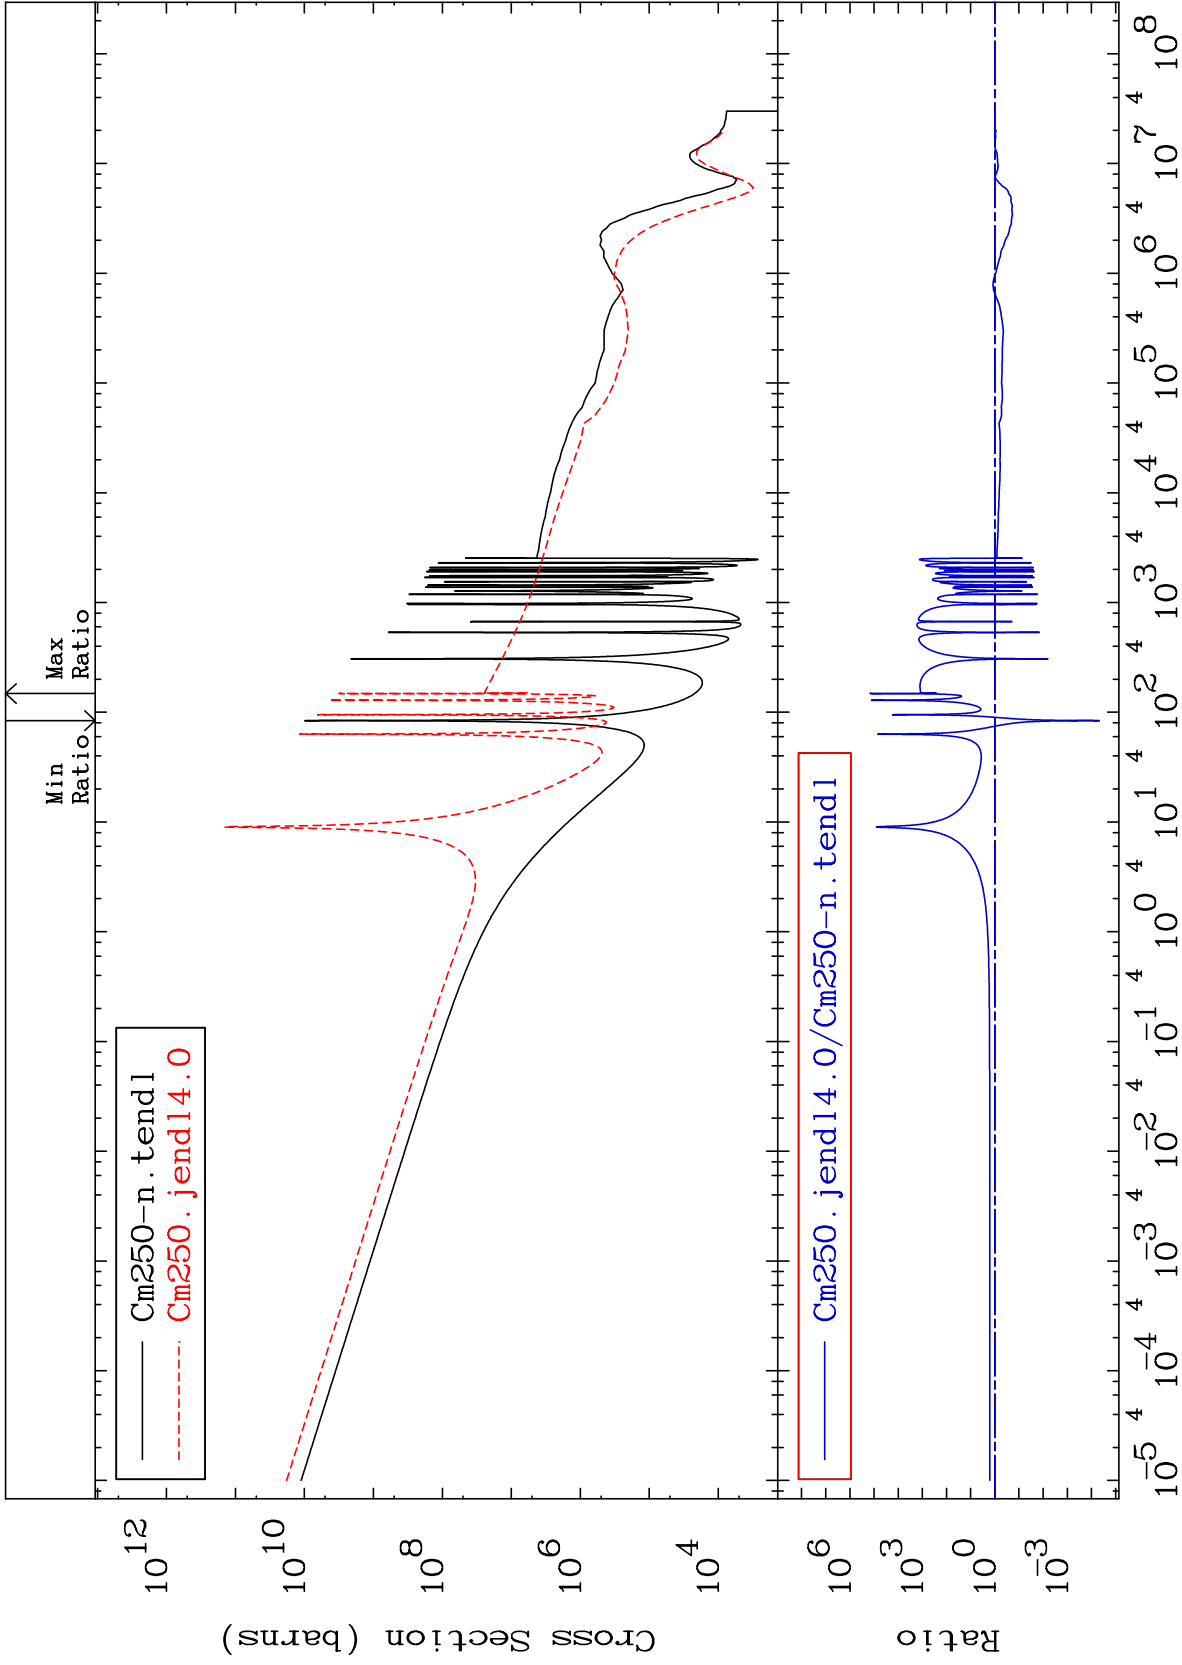 Min
Ratio
Max
Ratio
Cm250-n.tendl
Cm250.jendl4.0
10^12
10^10
10^8
10^6
10^4
Cross Section (barns)
Cm250.jendl4.0/Cm250-n.tendl
10^6
10^3
10^0
10^-3
Ratio
10^-5 4 10^-4 4 10^-3 4 10^-2 4 10^-1 4 10^0 4 10^1 4 10^2 4 10^3 4 10^4 4 10^5 4 10^6 4 10^7 4 10^8